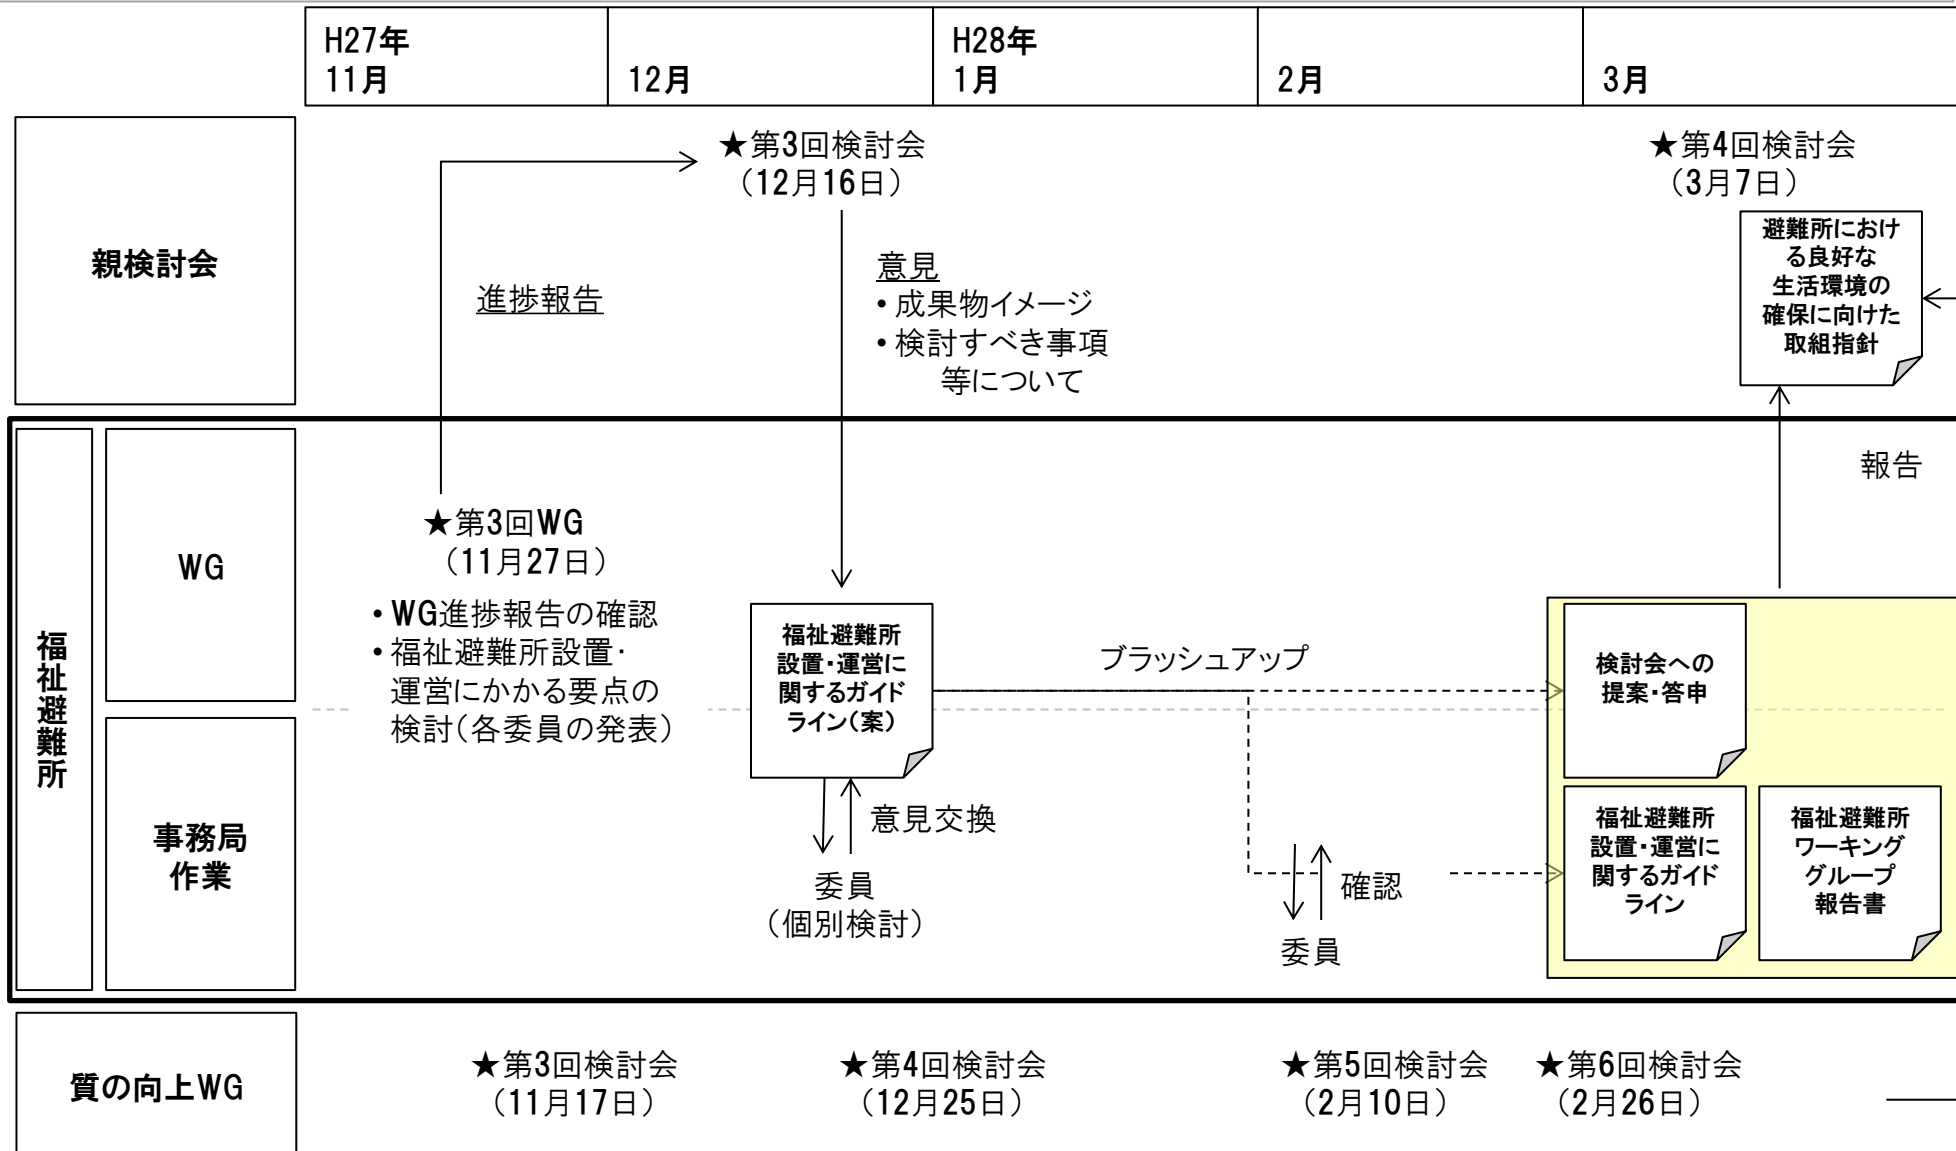 H27年
11月
12月
H28年
1月
2月
3月
親検討会
★第3回検討会
（12月16日）
★第4回検討会
（3月7日）
進捗報告
意見
• 成果物イメージ
• 検討すべき事項
等について
避難所におけ
る良好な
生活環境の
確保に向けた
取組指針
福祉避難所
WG
★第3回WG
（11月27日）
• WG進捗報告の確認
• 福祉避難所設置・
運営にかかる要点の
検討（各委員の発表）
福祉避難所
設置・運営に
関するガイド
ライン（案）
ブラッシュアップ
報告
検討会への
提案・答申
事務局
作業
意見交換
委員
（個別検討）
確認
委員
福祉避難所
設置・運営に
関するガイド
ライン
福祉避難所
ワーキング
グループ
報告書
質の向上WG
★第3回検討会
（11月17日）
★第4回検討会
（12月25日）
★第5回検討会
（2月10日）
★第6回検討会
（2月26日）